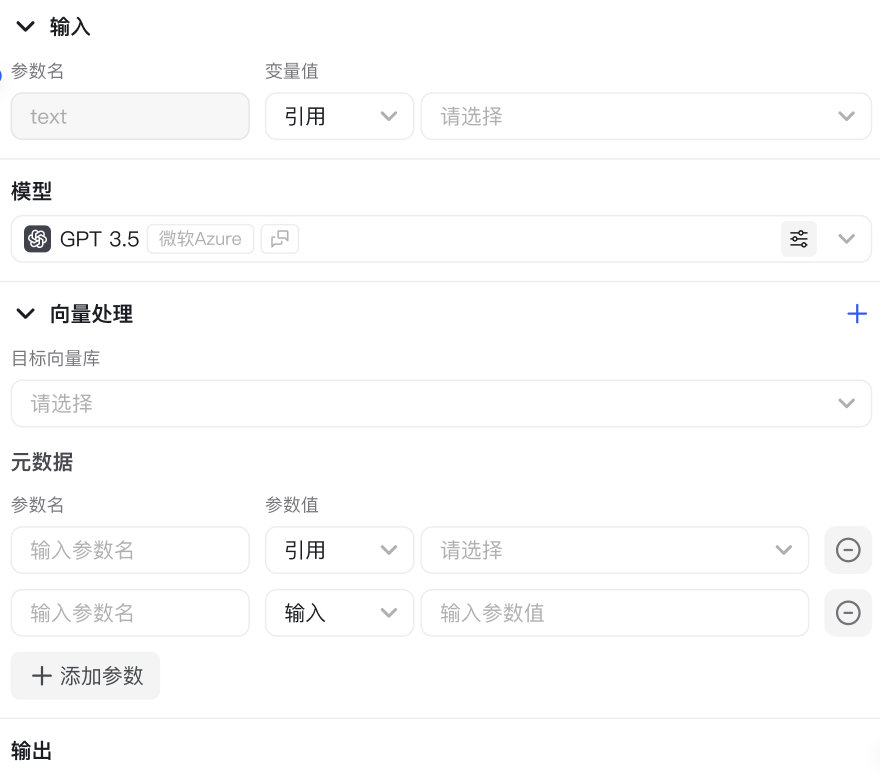 输入
参数名 变量值
text 引用 请选择
模型
GPT 3.5 微软Azure
向量处理
目标向量库
请选择
元数据
参数名 参数值
输入参数名 引用 请选择
输入参数名 输入 输入参数值
添加参数
输出